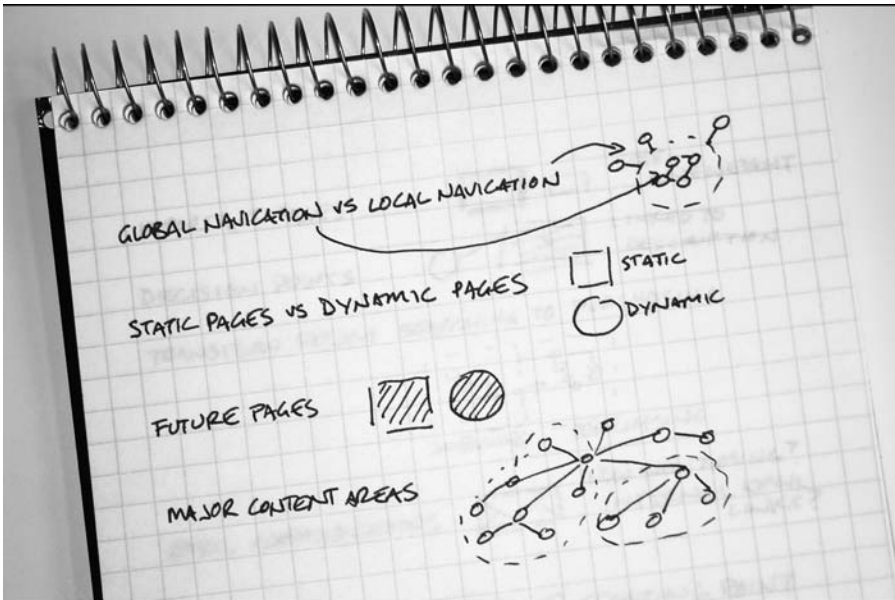 GLOBAL NAVIGATION VS LOCAL NAVIGATION
STATIC PAGES VS DYNAMIC PAGES
STATIC
DYNAMIC
FUTURE PAGES
MAJOR CONTENT AREAS